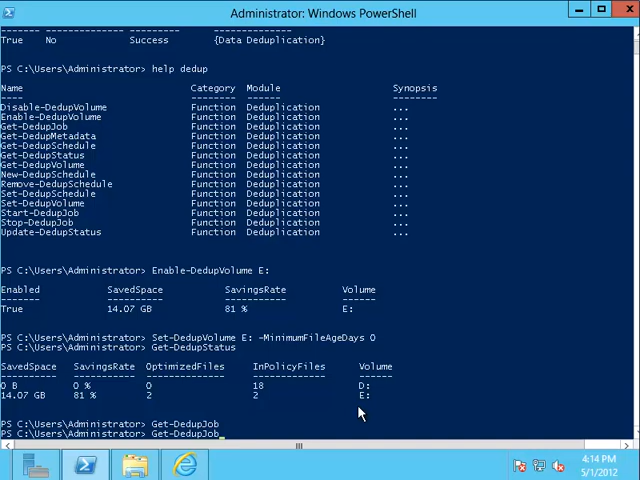 Administrator: Windows PowerShell
True No Success {Data Deduplication}
PS C:\Users\Administrator> help dedup
Name Category Module Synopsis
Disable-DedupVolume Function Deduplication ...
Enable-DedupVolume Function Deduplication ...
Get-DedupJob Function Deduplication ...
Get-DedupMetadata Function Deduplication ...
Get-DedupSchedule Function Deduplication ...
Get-DedupStatus Function Deduplication ...
Get-DedupVolume Function Deduplication ...
New-DedupSchedule Function Deduplication ...
Remove-DedupSchedule Function Deduplication ...
Set-DedupSchedule Function Deduplication ...
Set-DedupVolume Function Deduplication ...
Start-DedupJob Function Deduplication ...
Stop-DedupJob Function Deduplication ...
Update-DedupStatus Function Deduplication ...
PS C:\Users\Administrator> Enable-DedupVolume E:
Enabled SavedSpace SavingsRate Volume
True 14.07 GB 81 % E:
PS C:\Users\Administrator> Set-DedupVolume E: -MinimumFileAgeDays 0
PS C:\Users\Administrator> Get-DedupStatus
SavedSpace SavingsRate OptimizedFiles InPolicyFiles Volume
0 B 0 % 0 18 D:
14.07 GB 81 % 2 2 E:
PS C:\Users\Administrator> Get-DedupJob
PS C:\Users\Administrator> Get-DedupJob_
4:14 PM
5/1/2012